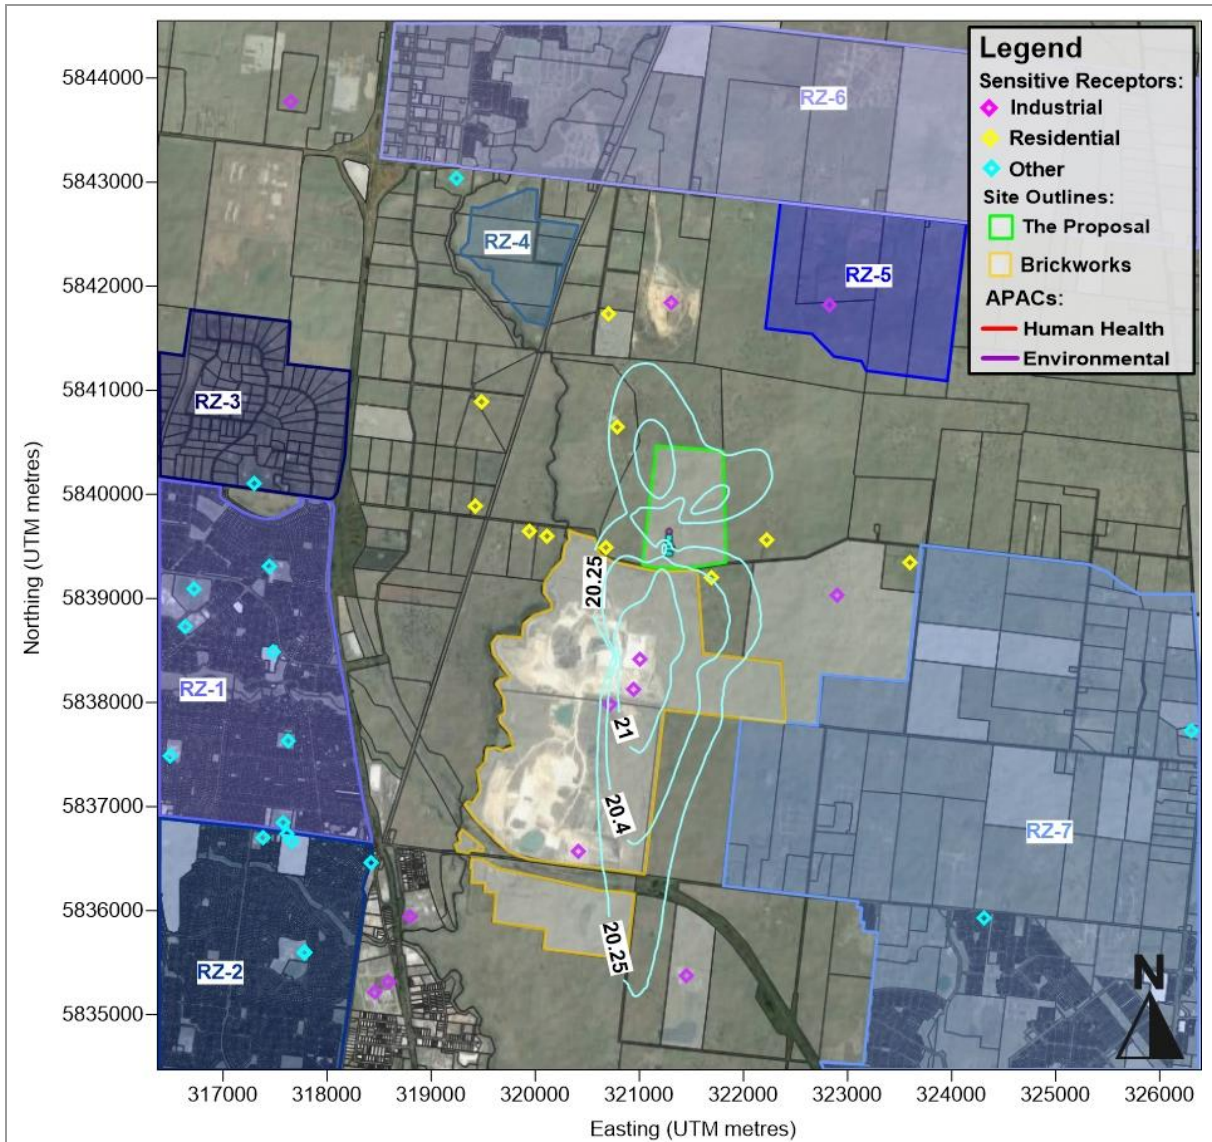 Legend
Sensitive Receptors:
Industrial
Residential
Other
Site Outlines:
The Proposal
Brickworks
APACs:
Human Health
Environmental
5844000
5843000
5842000
5841000
5840000
5839000
5838000
5837000
5836000
5835000
Northing (UTM metres)
RZ-6
RZ-4
RZ-5
RZ-3
RZ-1
RZ-7
RZ-2
20.25
21
20.4
20.25
N
317000 318000 319000 320000 321000 322000 323000 324000 325000 326000
Easting (UTM metres)